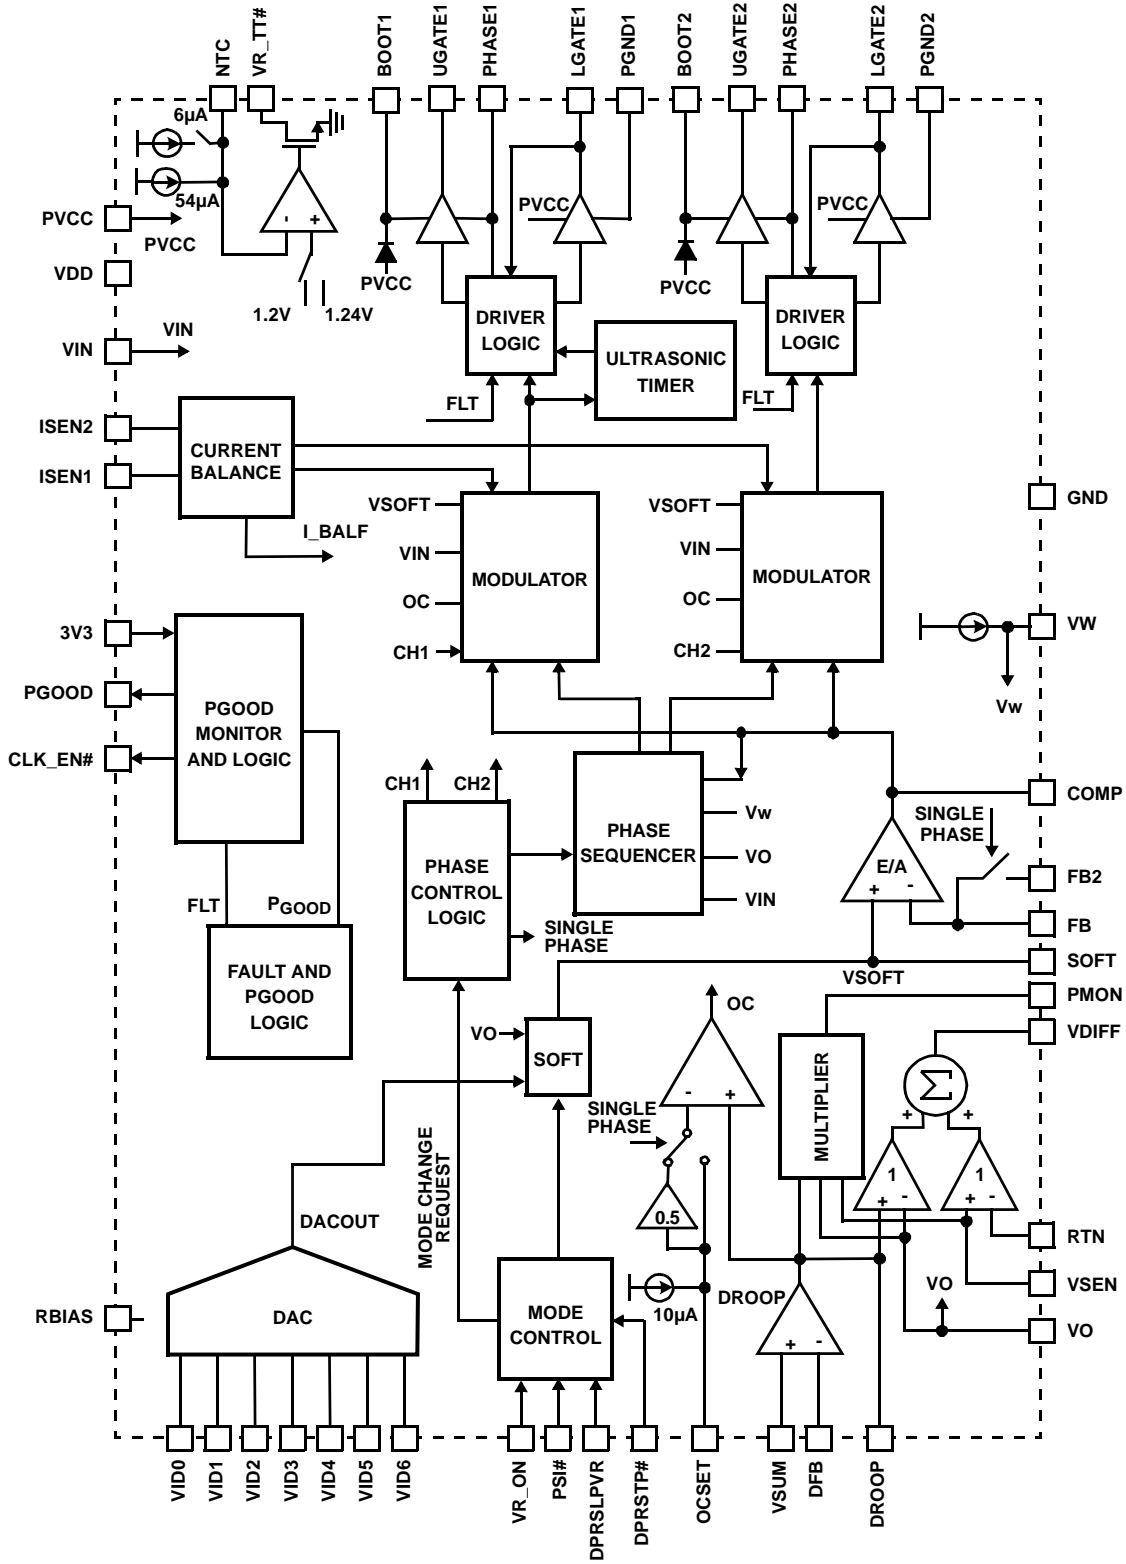 NTC
VR_TT#
BOOT1
UGATE1
PHASE1
LGATE1
PGND1
BOOT2
UGATE2
PHASE2
LGATE2
PGND2
6µA
54µA
PVCC
PVCC
- +
1.2V
1.24V
PVCC
PVCC
PVCC
PVCC
VDD
VIN
VIN
DRIVER
LOGIC
DRIVER
LOGIC
ULTRASONIC
TIMER
FLT
FLT
ISEN2
ISEN1
CURRENT
BALANCE
I_BALF
VSOFT
VIN
OC
CH1
MODULATOR
VSOFT
VIN
OC
CH2
MODULATOR
GND
VW
Vw
3V3
PGOOD
CLK_EN#
PGOOD
MONITOR
AND LOGIC
FLT
PGOOD
FAULT AND
PGOOD
LOGIC
CH1
CH2
PHASE
CONTROL
LOGIC
SINGLE
PHASE
PHASE
SEQUENCER
Vw
VO
VIN
COMP
SINGLE
PHASE
E/A
+ -
FB2
FB
SOFT
VSOFT
PMON
VDIFF
VO
SOFT
OC
- +
SINGLE
PHASE
0.5
MULTIPLIER
Σ
+ +
1
+ -
1
+ -
MODE CHANGE
REQUEST
DACOUT
DAC
RBIAS
MODE
CONTROL
10µA
DROOP
+ -
VO
RTN
VSEN
VO
VID0
VID1
VID2
VID3
VID4
VID5
VID6
VR_ON
PSI#
DPRSLPVR
DPRSTP#
OCSET
VSUM
DFB
DROOP